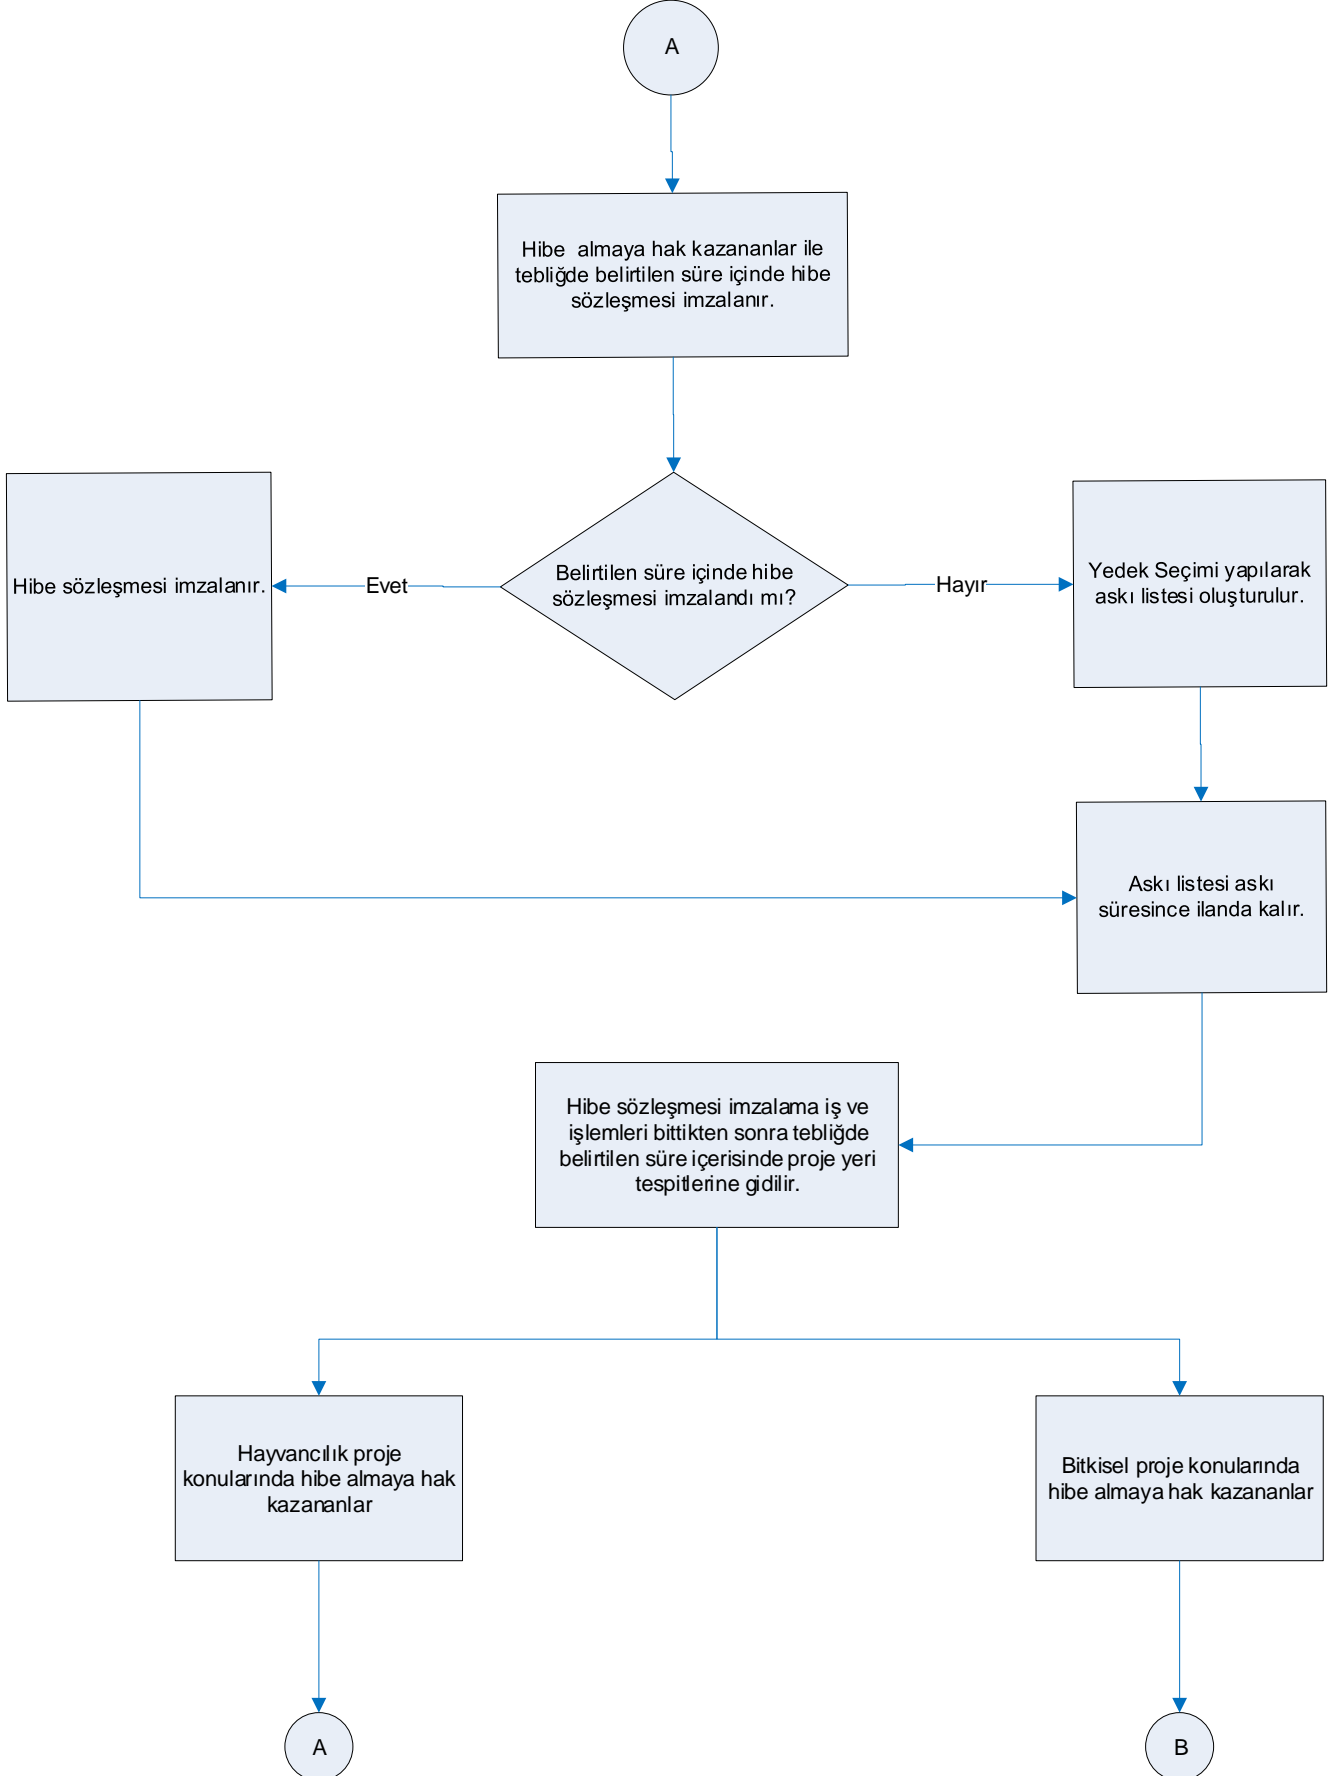 A
Hibe almaya hak kazananlar ile
tebliğde belirtilen süre içinde hibe
sözleşmesi imzalanır.
Hibe sözleşmesi imzalanır.
Evet
Belirtilen süre içinde hibe
sözleşmesi imzalandı mı?
Hayır
Yedek Seçimi yapılarak
askı listesi oluşturulur.
Askı listesi askı
süresince ilanda kalır.
Hibe sözleşmesi imzalama iş ve
işlemleri bittikten sonra tebliğde
belirtilen süre içerisinde proje yeri
tespitlerine gidilir.
Hayvancılık proje
konularında hibe almaya hak
kazananlar
Bitkisel proje konularında
hibe almaya hak kazananlar
A
B